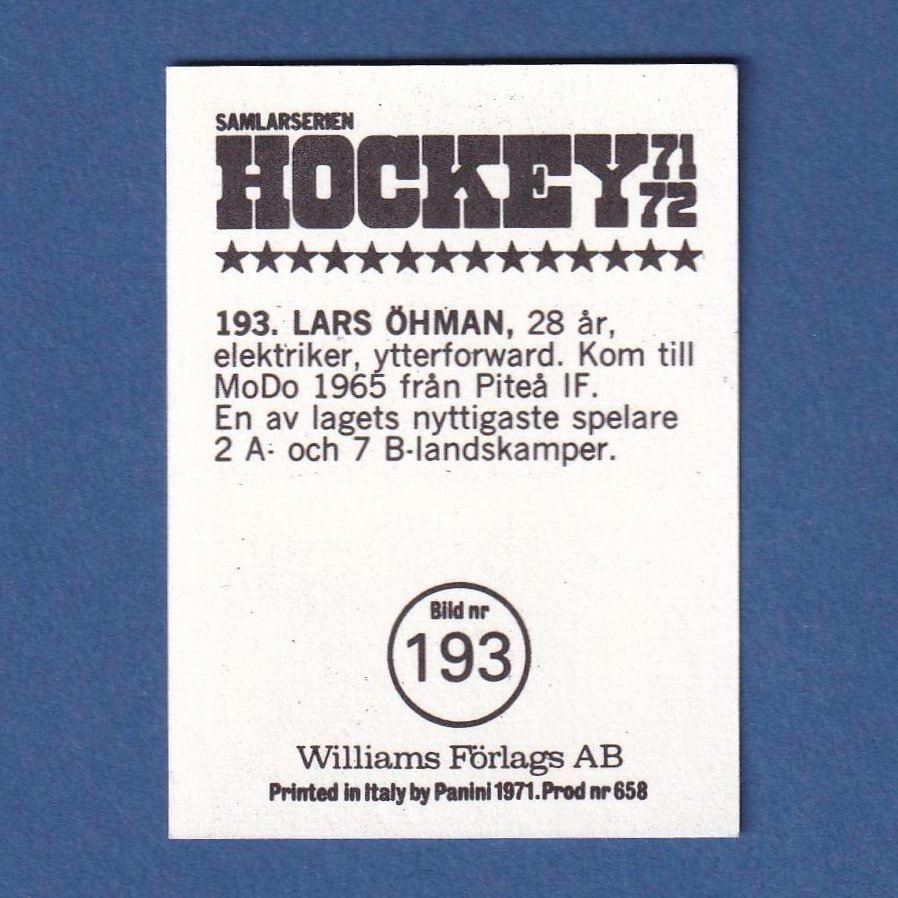 SAMLARSERIEN
HOCKEY 71
72
193. LARS ÖHMAN, 28 år,
elektriker, ytterforward. Kom till
MoDo 1965 från Piteå IF.
En av lagets nyttigaste spelare
2 A- och 7 B-landskamper.
Bild nr
193
Williams Förlags AB
Printed in Italy by Panini 1971. Prod nr 658